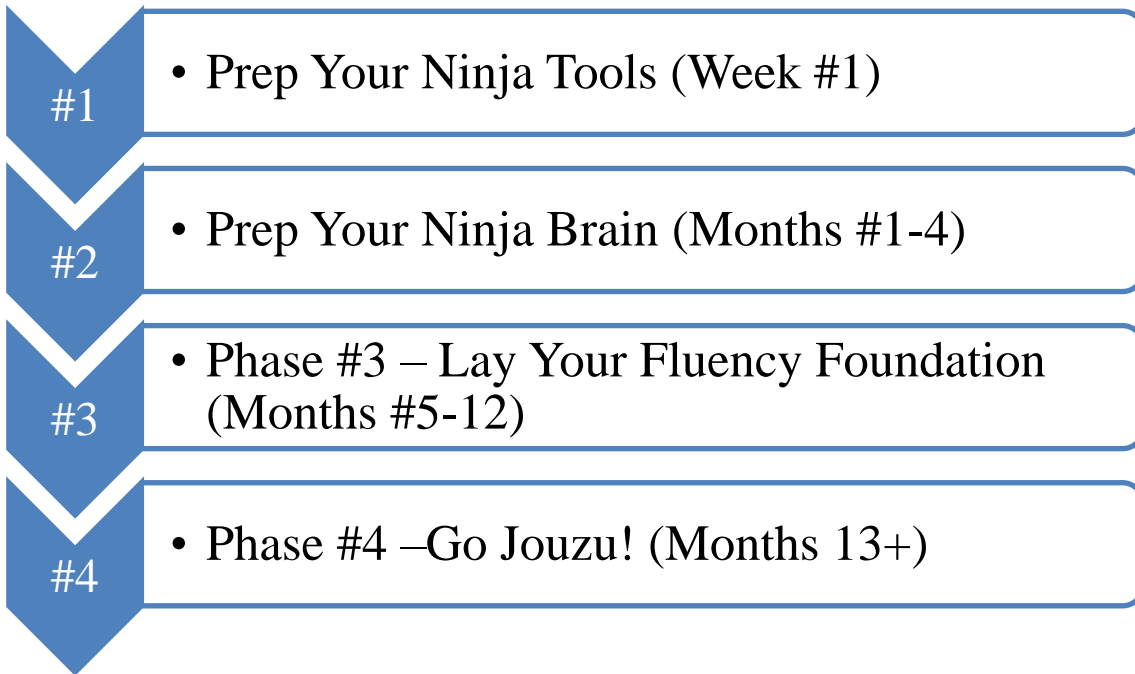 #1
• Prep Your Ninja Tools (Week #1)
#2
• Prep Your Ninja Brain (Months #1-4)
#3
• Phase #3 – Lay Your Fluency Foundation
(Months #5-12)
#4
• Phase #4 –Go Jouzu! (Months 13+)